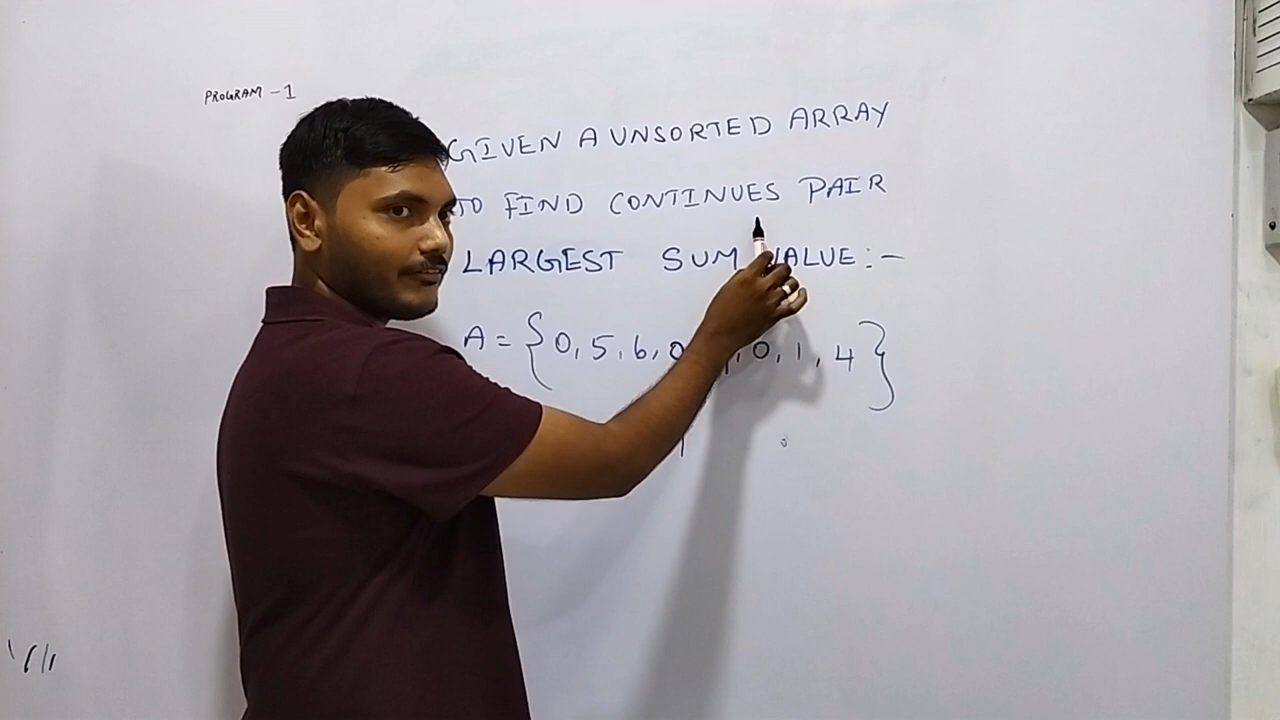 PROGRAM -1
GIVEN A UNSORTED ARRAY
TO FIND CONTINUES PAIR
LARGEST SUM VALUE:-
A = {0, 5, 6, 0, 0, 1, 4}